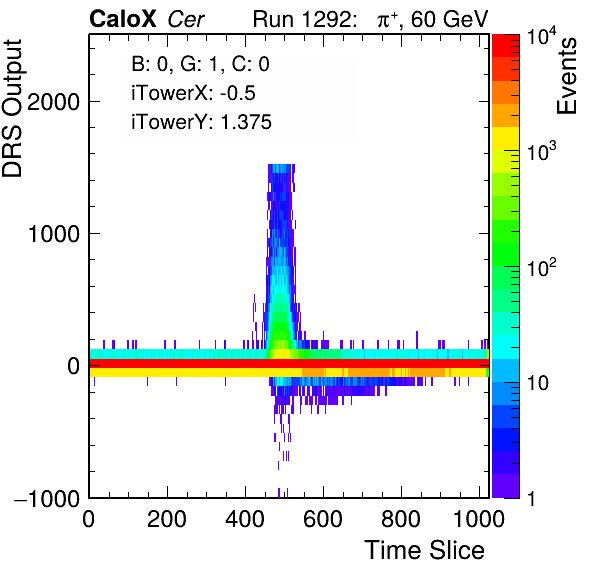 CaloX Cer Run 1292: π⁺, 60 GeV
B: 0, G: 1, C: 0
iTowerX: -0.5
iTowerY: 1.375
DRS Output
2000
1000
0
−1000
0 200 400 600 800 1000
Time Slice
Events
10⁴
10³
10²
10
1